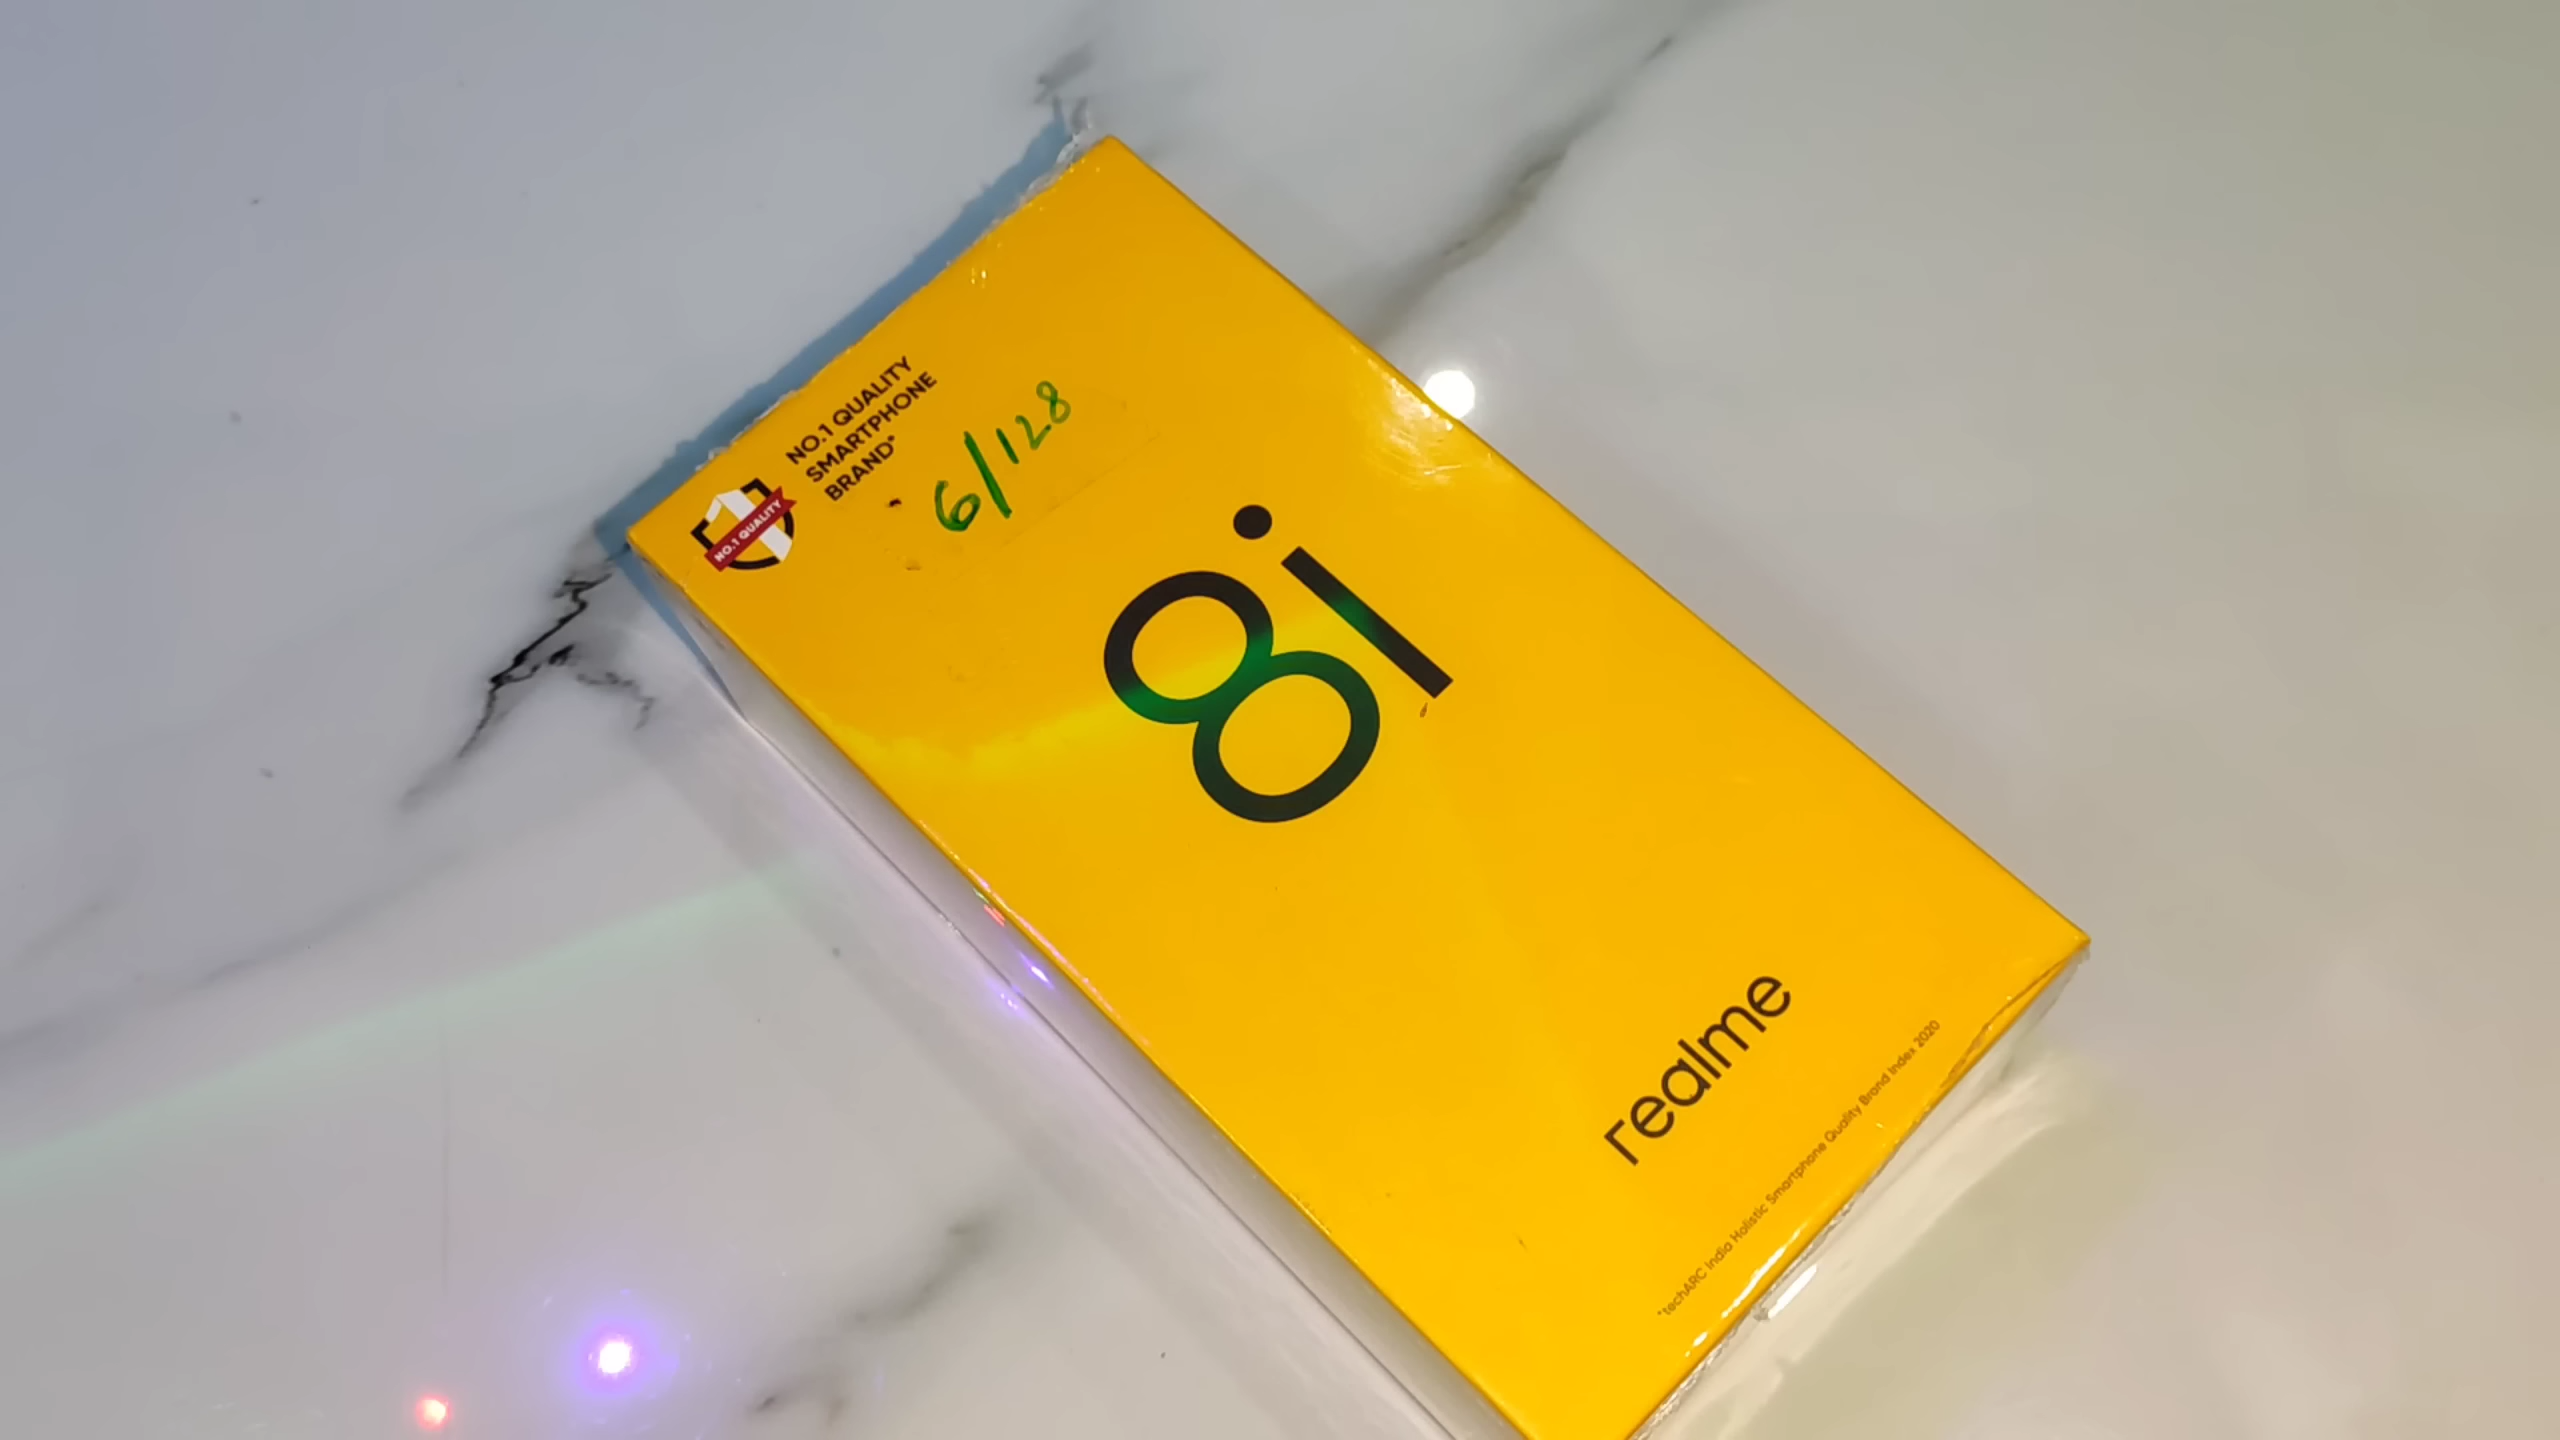 NO.1 QUALITY
SMARTPHONE
BRAND*
NO.1 QUALITY
6/128
8i
realme
*techARC India Holistic Smartphone Quality Brand Index 2020